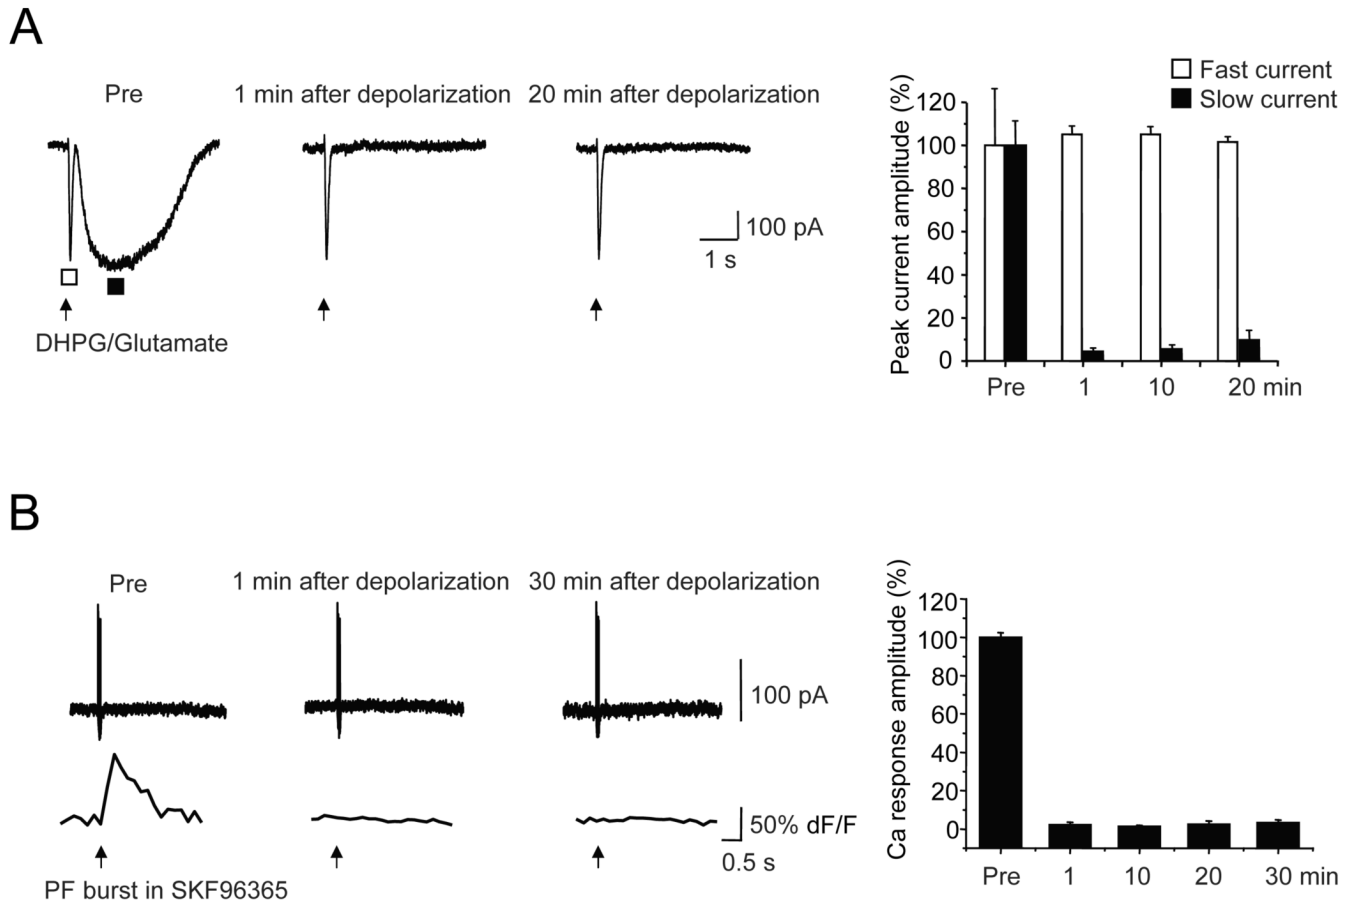 A
Pre
1 min after depolarization
20 min after depolarization
100 pA
1 s
DHPG/Glutamate
Fast current
Slow current
Peak current amplitude (%)
120
100
80
60
40
20
0
Pre
1
10
20 min
B
Pre
1 min after depolarization
30 min after depolarization
100 pA
50% dF/F
0.5 s
PF burst in SKF96365
Ca response amplitude (%)
120
100
80
60
40
20
0
Pre
1
10
20
30 min